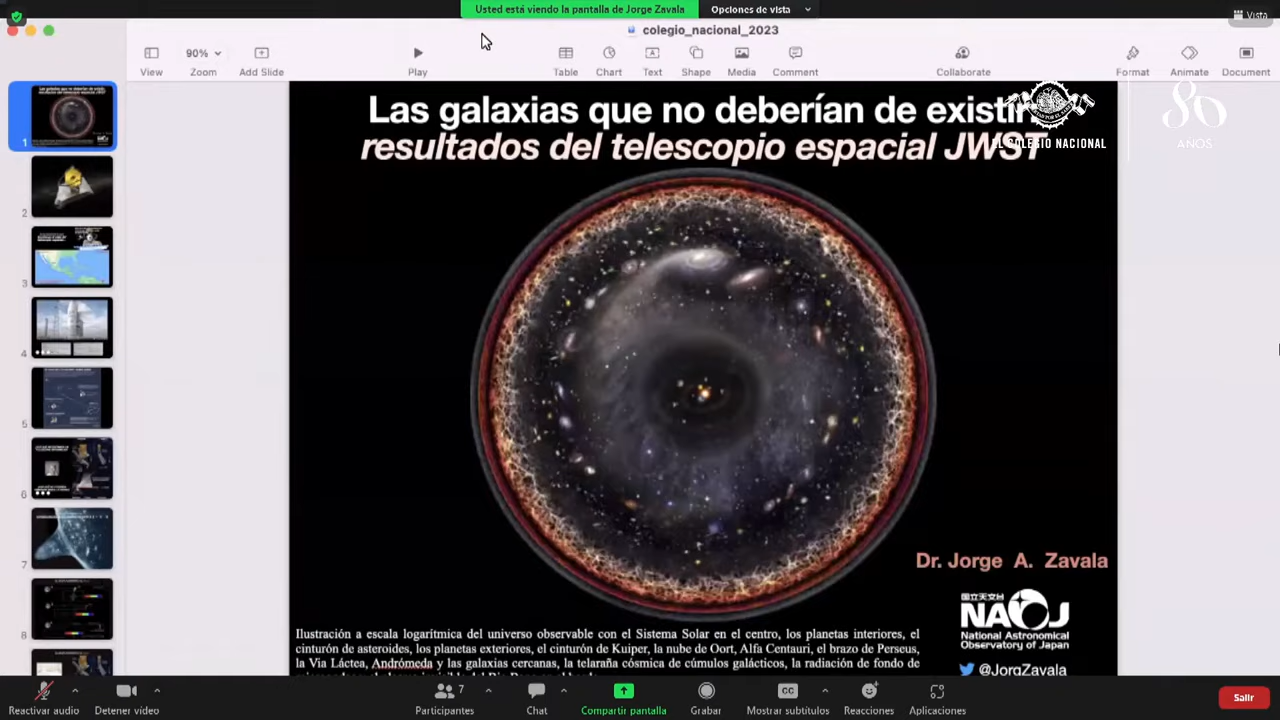 Usted está viendo la pantalla de Jorge Zavala
Opciones de vista
Vista
colegio_nacional_2023
90%
View
Zoom
Add Slide
Play
Table
Chart
Text
Shape
Media
Comment
Collaborate
Format
Animate
Document
Las galaxias que no deberían de existir:
resultados del telescopio espacial JWST
EL COLEGIO NACIONAL
80
AÑOS
1
2
3
4
5
6
7
8
Dr. Jorge A. Zavala
国立天文台
NAOJ
National Astronomical
Observatory of Japan
@JorgZavala
Ilustración a escala logarítmica del universo observable con el Sistema Solar en el centro, los planetas interiores, el
cinturón de asteroides, los planetas exteriores, el cinturón de Kuiper, la nube de Oort, Alfa Centauri, el brazo de Perseus,
la Vía Láctea, Andrómeda y las galaxias cercanas, la telaraña cósmica de cúmulos galácticos, la radiación de fondo de
Reactivar audio
Detener vídeo
7
Participantes
Chat
Compartir pantalla
Grabar
CC
Mostrar subtítulos
Reacciones
Aplicaciones
Salir